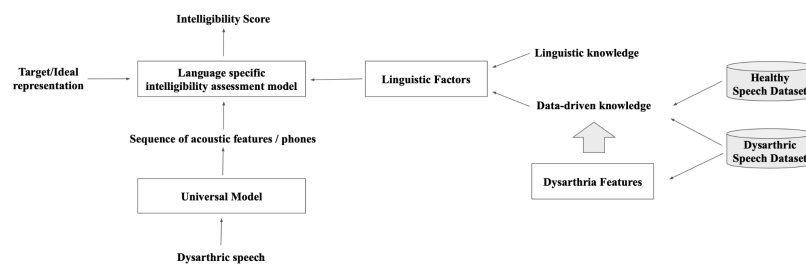 Intelligibility Score
Target/Ideal
representation
Language specific
intelligibility assessment model
Linguistic Factors
Linguistic knowledge
Data-driven knowledge
Healthy
Speech Dataset
Dysarthric
Speech Dataset
Sequence of acoustic features / phones
Dysarthria Features
Universal Model
Dysarthric speech